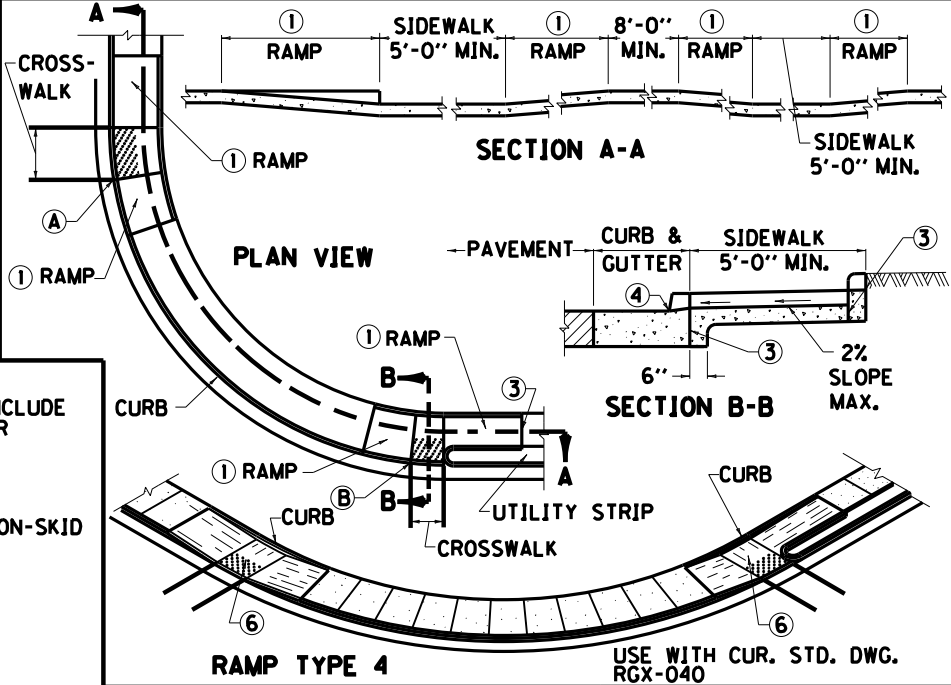 A
①
RAMP
SIDEWALK
5'-0" MIN.
①
RAMP
8'-0"
MIN.
①
RAMP
①
RAMP
CROSS-
WALK
① RAMP
SECTION A-A
SIDEWALK
5'-0" MIN.
Ⓐ
① RAMP
PLAN VIEW
PAVEMENT
CURB &
GUTTER
SIDEWALK
5'-0" MIN.
③
④
③
6"
2%
SLOPE
MAX.
SECTION B-B
① RAMP
B
③
CURB
① RAMP
Ⓑ
B
A
UTILITY STRIP
CROSSWALK
NCLUDE
R
ON-SKID
CURB
CURB
⑥
⑥
RAMP TYPE 4
USE WITH CUR. STD. DWG.
RGX-040